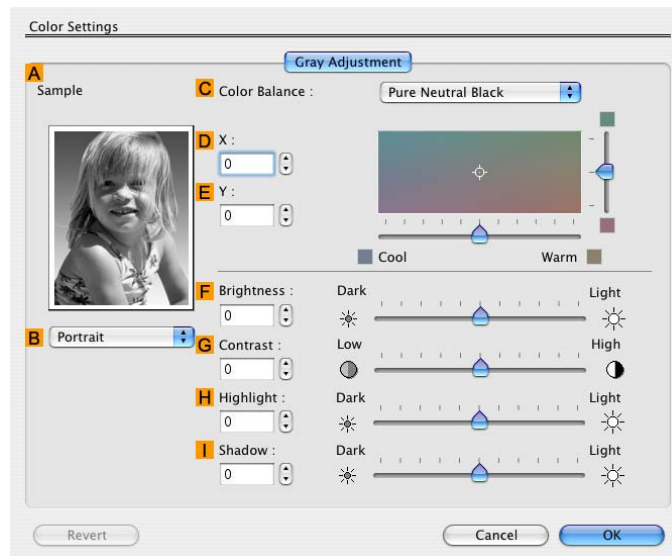 Color Settings
Gray Adjustment
A
Sample
C Color Balance :
Pure Neutral Black
D X :
0
E Y :
0
Cool
Warm
F Brightness :
Dark
Light
0
B Portrait
G Contrast :
Low
High
0
H Highlight :
Dark
Light
0
I Shadow :
Dark
Light
0
Revert
Cancel
OK